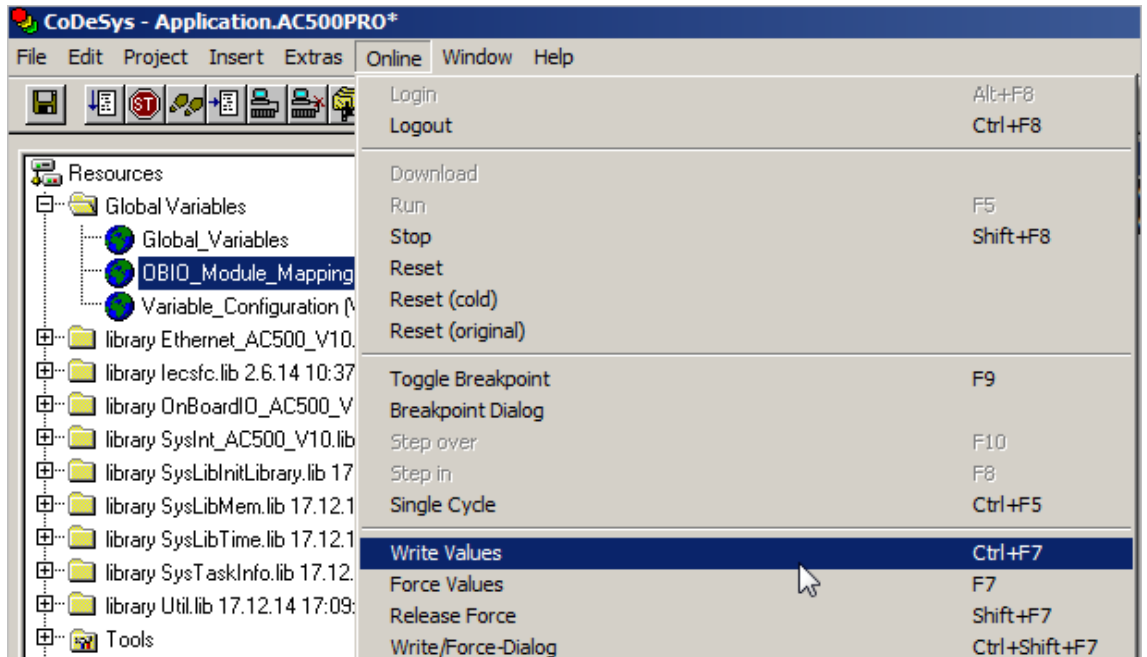 CoDeSys - Application.AC500PRO*
File Edit Project Insert Extras Online Window Help
ST
Login Alt+F8
Logout Ctrl+F8
Download
Run F5
Stop Shift+F8
Reset
Reset (cold)
Reset (original)
Toggle Breakpoint F9
Breakpoint Dialog
Step over F10
Step in F8
Single Cycle Ctrl+F5
Write Values Ctrl+F7
Force Values F7
Release Force Shift+F7
Write/Force-Dialog Ctrl+Shift+F7
Resources
Global Variables
Global_Variables
OBIO_Module_Mapping
Variable_Configuration
library Ethernet_AC500_V10.
library Iecsfc.lib 2.6.14 10:37
library OnBoardIO_AC500_V
library SysInt_AC500_V10.lib
library SysLibInitLibrary.lib 17
library SysLibMem.lib 17.12.1
library SysLibTime.lib 17.12.1
library SysTaskInfo.lib 17.12.
library Util.lib 17.12.14 17:09:
Tools